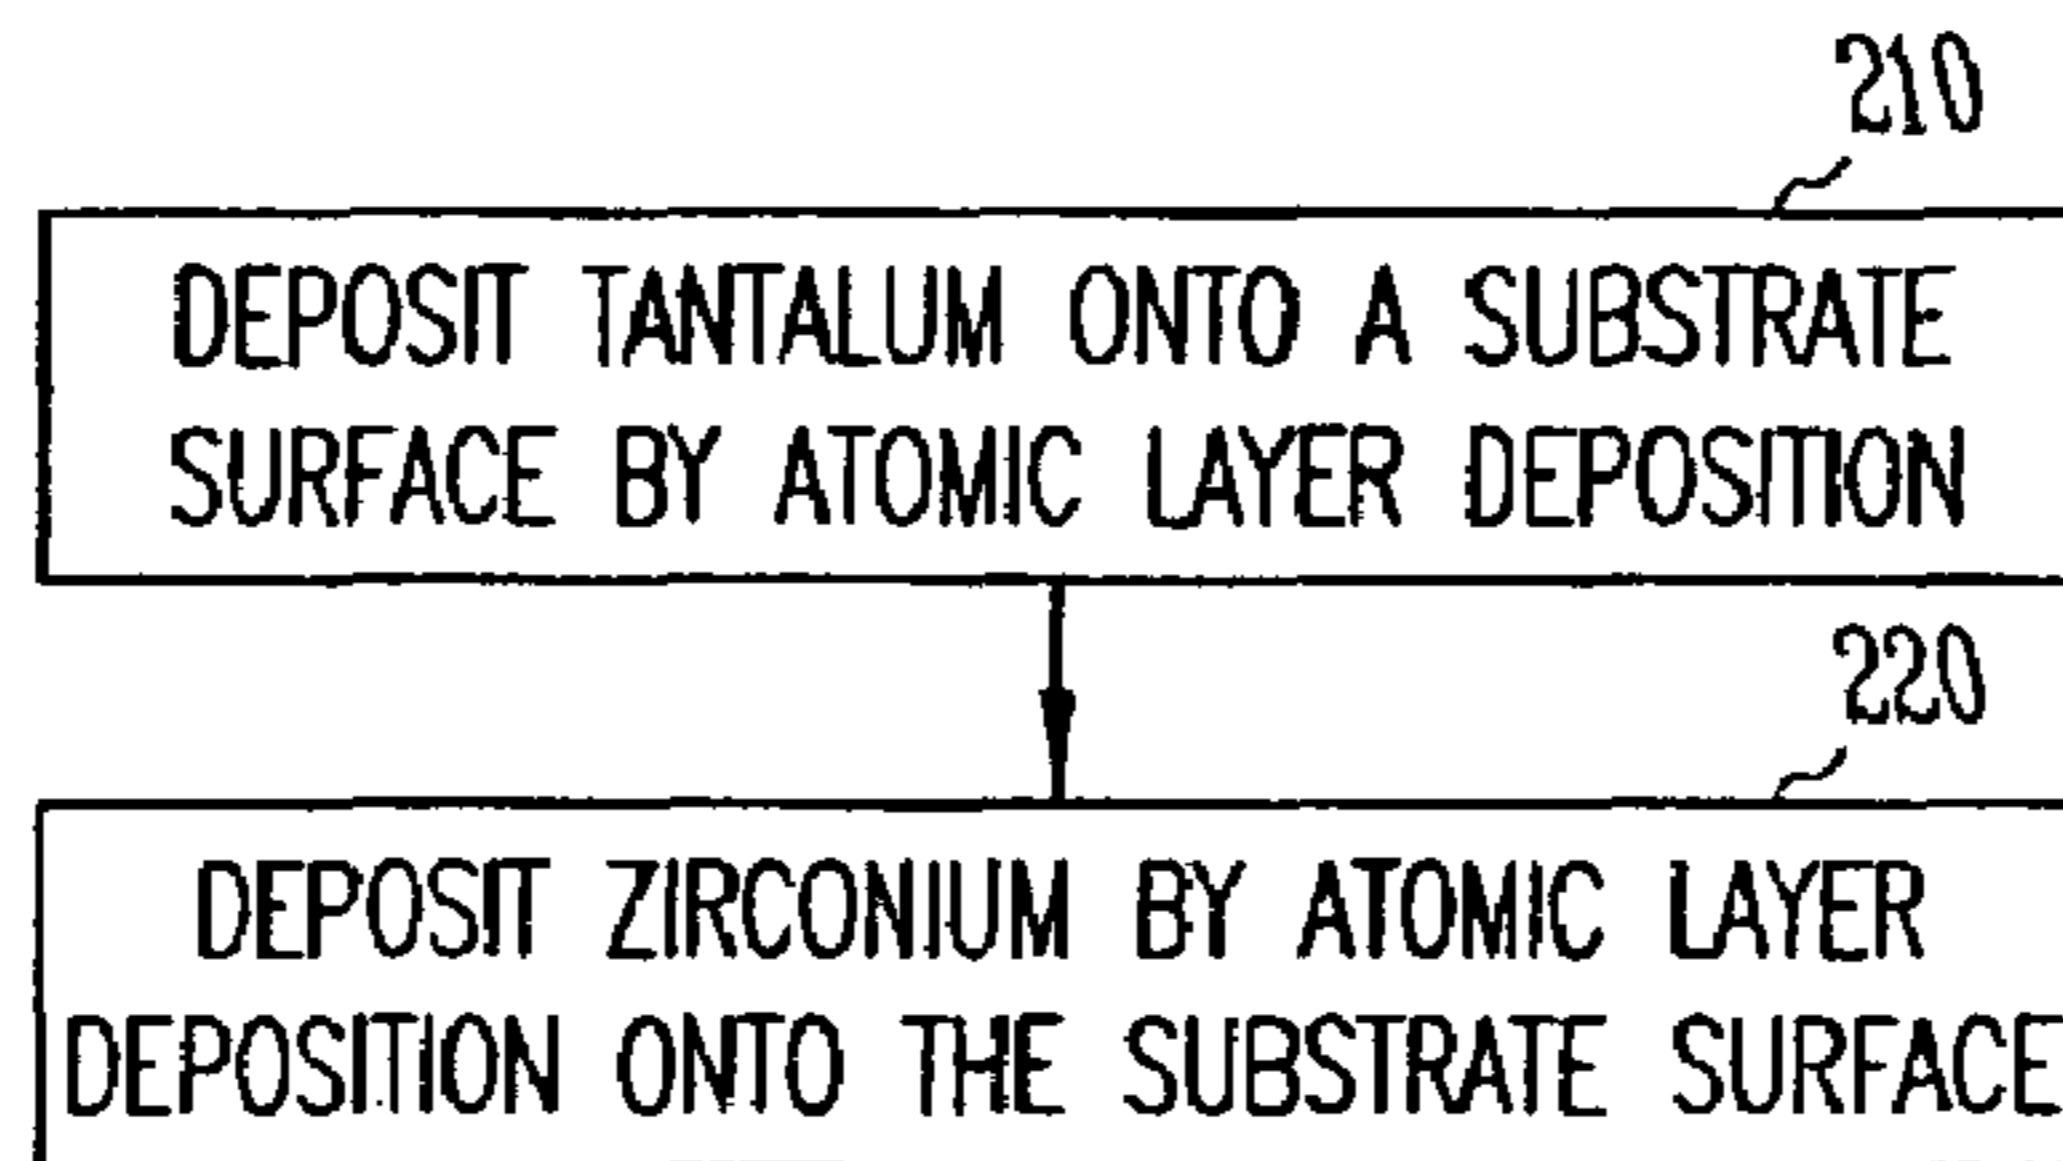 210
DEPOSIT TANTALUM ONTO A SUBSTRATE
SURFACE BY ATOMIC LAYER DEPOSITION
220
DEPOSIT ZIRCONIUM BY ATOMIC LAYER
DEPOSITION ONTO THE SUBSTRATE SURFACE